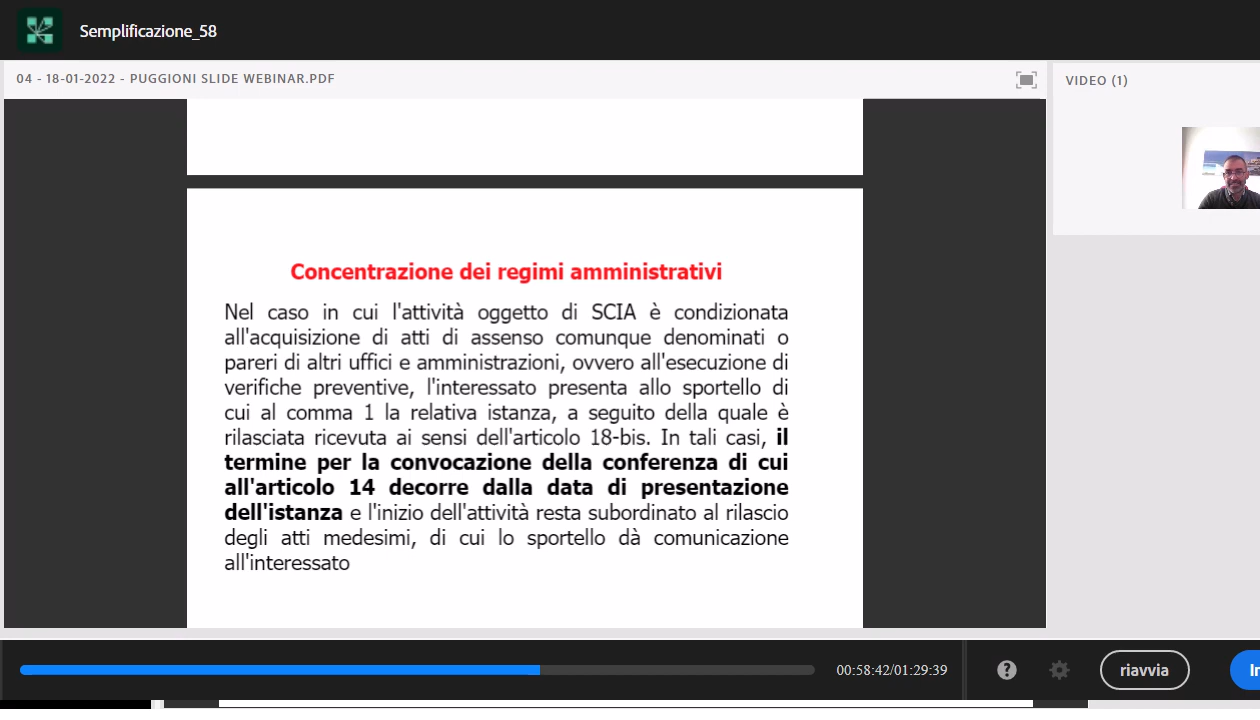 Semplificazione_58
04 - 18-01-2022 - PUGGIONI SLIDE WEBINAR.PDF
VIDEO (1)
Concentrazione dei regimi amministrativi
Nel caso in cui l'attività oggetto di SCIA è condizionata
all'acquisizione di atti di assenso comunque denominati o
pareri di altri uffici e amministrazioni, ovvero all'esecuzione di
verifiche preventive, l'interessato presenta allo sportello di
cui al comma 1 la relativa istanza, a seguito della quale è
rilasciata ricevuta ai sensi dell'articolo 18-bis. In tali casi, il
termine per la convocazione della conferenza di cui
all'articolo 14 decorre dalla data di presentazione
dell'istanza e l'inizio dell'attività resta subordinato al rilascio
degli atti medesimi, di cui lo sportello dà comunicazione
all'interessato
00:58:42/01:29:39
riavvia